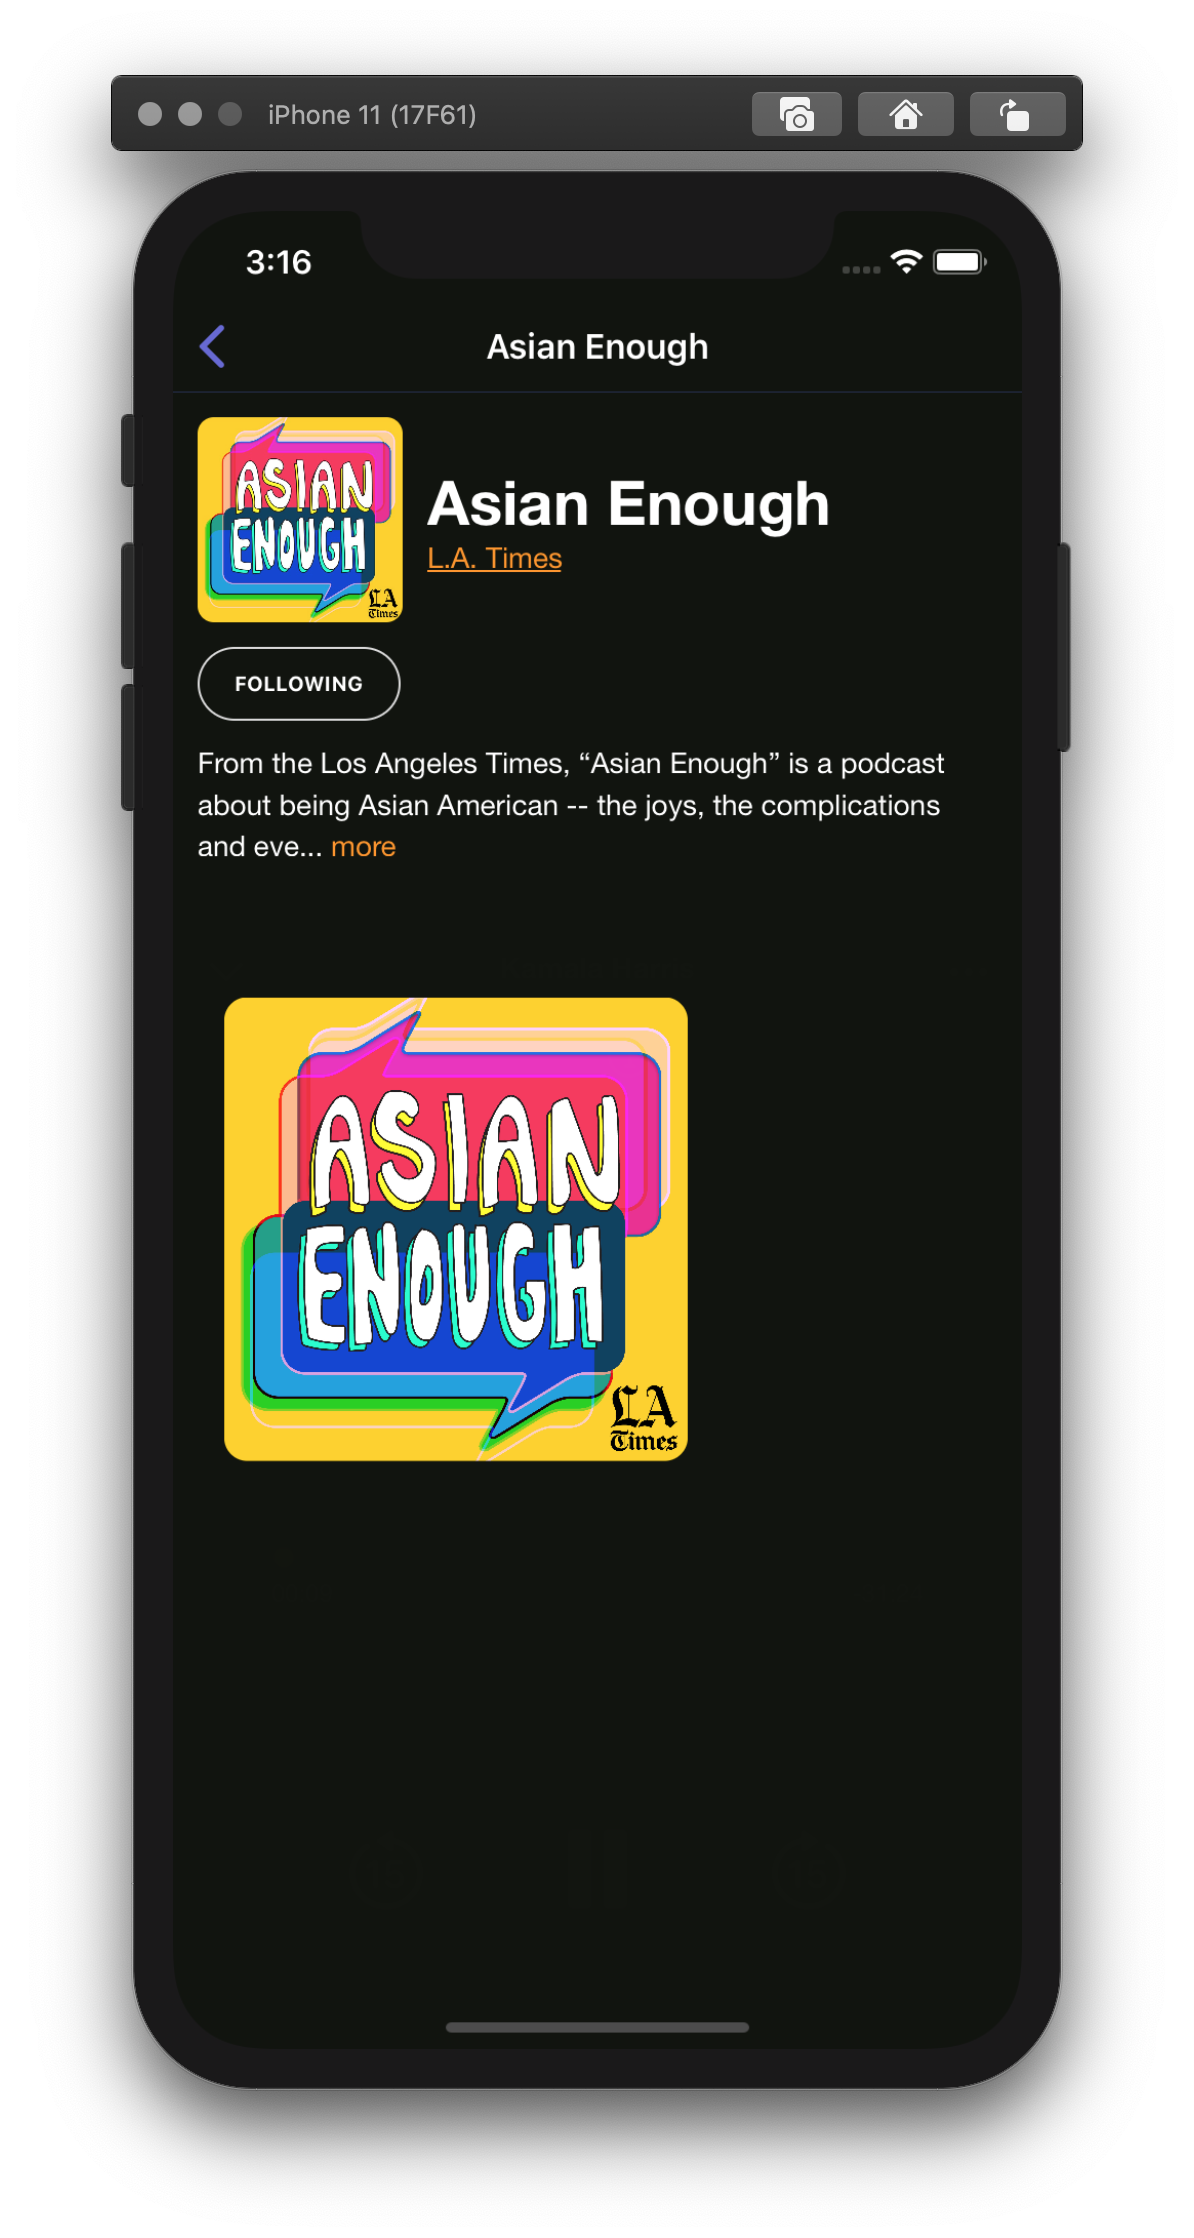 iPhone 11 (17F61)
3:16
Asian Enough
ASIAN
ENOUGH
LA
Times
Asian Enough
L.A. Times
FOLLOWING
From the Los Angeles Times, “Asian Enough” is a podcast
about being Asian American -- the joys, the complications
and eve... more
ASIAN
ENOUGH
LA
Times